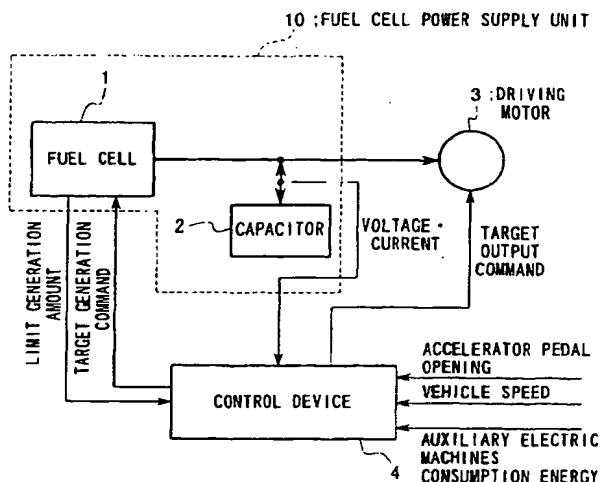 10 ;FUEL CELL POWER SUPPLY UNIT
1
3 ;DRIVING
MOTOR
FUEL CELL
2
CAPACITOR
VOLTAGE·
CURRENT
TARGET
OUTPUT
COMMAND
LIMIT GENERATION
AMOUNT
TARGET GENERATION
COMMAND
CONTROL DEVICE
ACCELERATOR PEDAL
OPENING
VEHICLE SPEED
AUXILIARY ELECTRIC
MACHINES
CONSUMPTION ENERGY
4